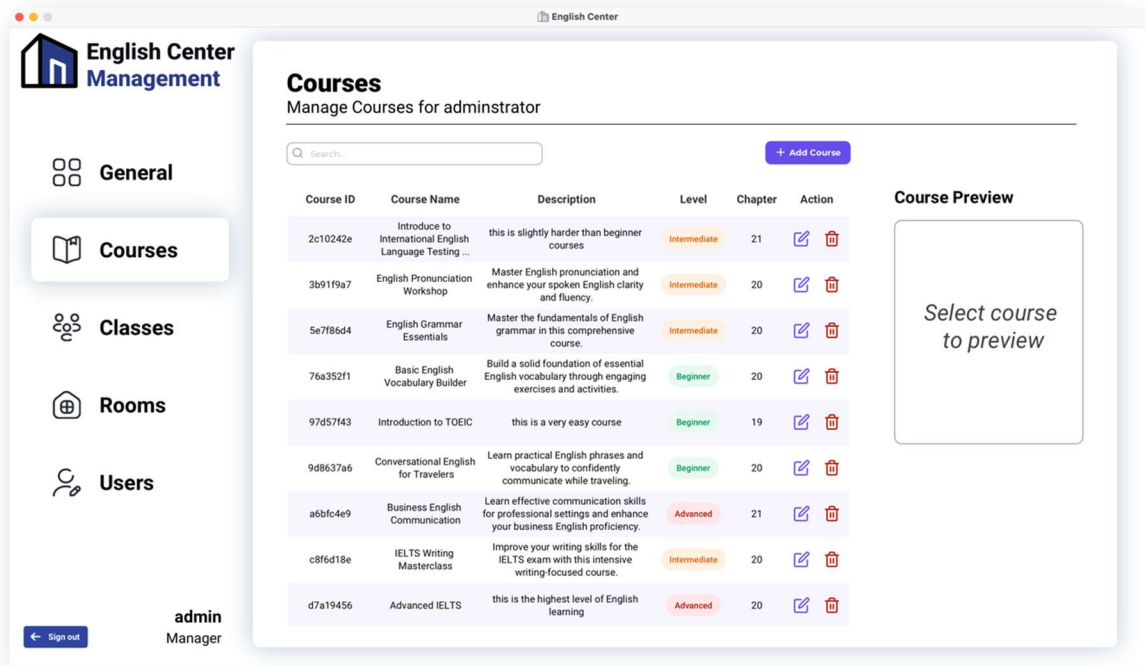 English Center
English Center
Management
General
Courses
Classes
Rooms
Users
admin
Manager
← Sign out
Courses
Manage Courses for adminstrator
Search...
+ Add Course
Course ID Course Name Description Level Chapter Action
2c10242e Introduce to International English Language Testing ... this is slightly harder than beginner courses Intermediate 21
3b91f9a7 English Pronunciation Workshop Master English pronunciation and enhance your spoken English clarity and fluency. Intermediate 20
5e7f86d4 English Grammar Essentials Master the fundamentals of English grammar in this comprehensive course. Intermediate 20
76a352f1 Basic English Vocabulary Builder Build a solid foundation of essential English vocabulary through engaging exercises and activities. Beginner 20
97d57f43 Introduction to TOEIC this is a very easy course Beginner 19
9d8637a6 Conversational English for Travelers Learn practical English phrases and vocabulary to confidently communicate while traveling. Beginner 20
a6bfc4e9 Business English Communication Learn effective communication skills for professional settings and enhance your business English proficiency. Advanced 21
c8f6d18e IELTS Writing Masterclass Improve your writing skills for the IELTS exam with this intensive writing-focused course. Intermediate 20
d7a19456 Advanced IELTS this is the highest level of English learning Advanced 20
Course Preview
Select course
to preview